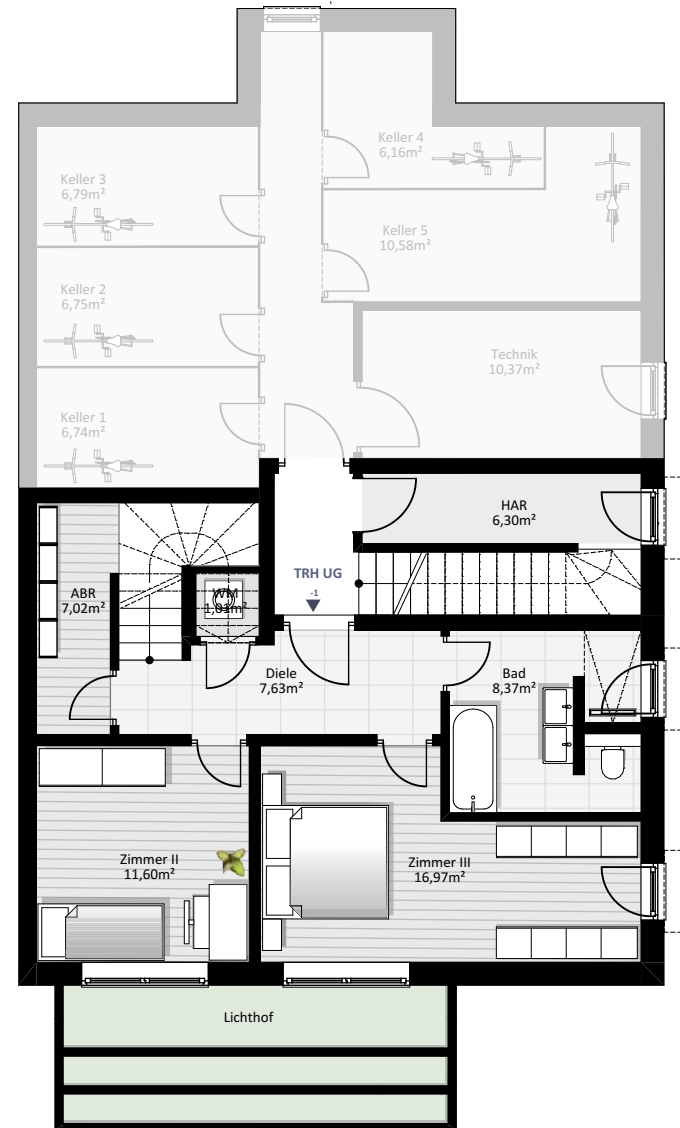 Keller 4
6,16m²
Keller 3
6,79m²
Keller 5
10,58m²
Keller 2
6,75m²
Technik
10,37m²
Keller 1
6,74m²
HAR
6,30m²
TRH UG
-1
ABR
7,02m²
WM
1,01m²
Diele
7,63m²
Bad
8,37m²
Zimmer II
11,60m²
Zimmer III
16,97m²
Lichthof